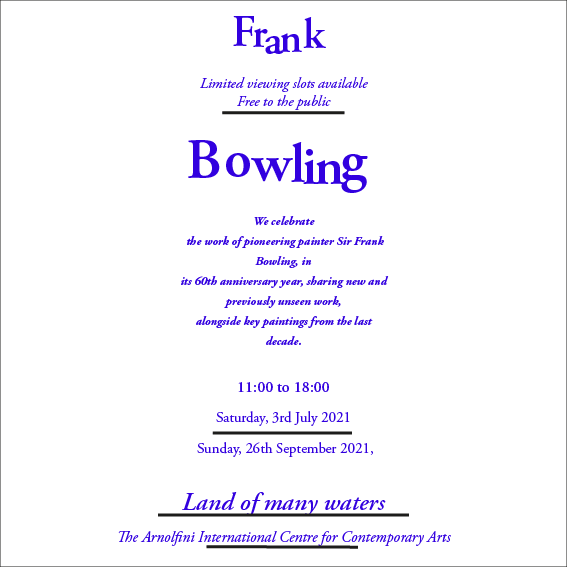 Frank
Limited viewing slots available
Free to the public
Bowling
We celebrate
the work of pioneering painter Sir Frank
Bowling, in
its 60th anniversary year, sharing new and
previously unseen work,
alongside key paintings from the last
decade.
11:00 to 18:00
Saturday, 3rd July 2021
Sunday, 26th September 2021,
Land of many waters
The Arnolfini International Centre for Contemporary Arts